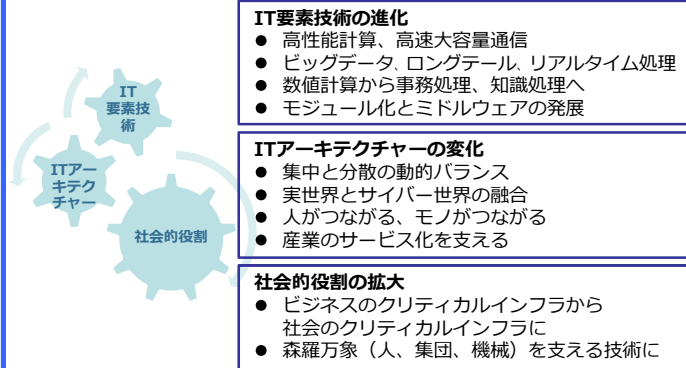 IT
要素技
術
ITアー
キテク
チャー
社会的役割
IT要素技術の進化
● 高性能計算、高速大容量通信
● ビッグデータ、ロングテール、リアルタイム処理
● 数値計算から事務処理、知識処理へ
● モジュール化とミドルウェアの発展
ITアーキテクチャーの変化
● 集中と分散の動的バランス
● 実世界とサイバー世界の融合
● 人がつながる、モノがつながる
● 産業のサービス化を支える
社会的役割の拡大
● ビジネスのクリティカルインフラから
社会のクリティカルインフラに
● 森羅万象（人、集団、機械）を支える技術に